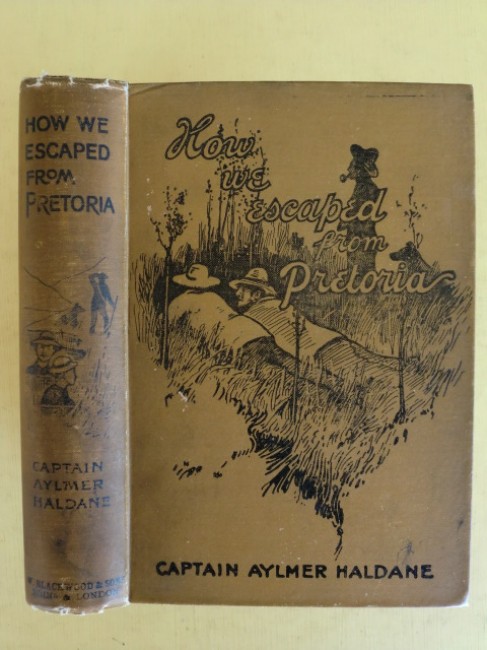 HOW WE
ESCAPED
FROM
PRETORIA
CAPTAIN
AYLMER
HALDANE
W. BLACKWOOD & SONS
EDINR & LONDON
How
we
escaped
from
Pretoria
CAPTAIN AYLMER HALDANE